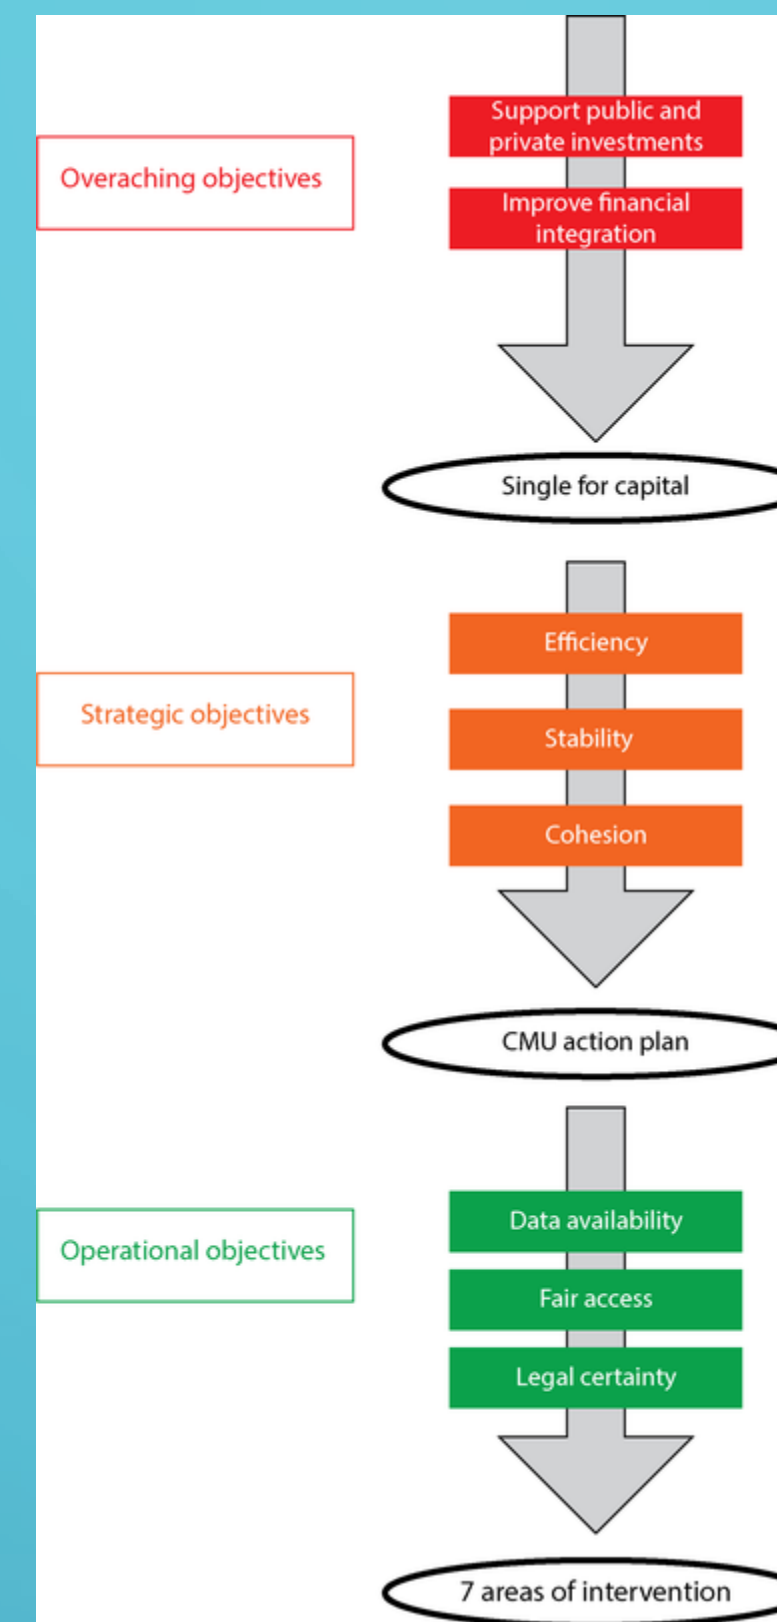 Support public and
private investments
Overaching objectives
Improve financial
integration
Single for capital
Efficiency
Strategic objectives
Stability
Cohesion
CMU action plan
Data availability
Operational objectives
Fair access
Legal certainty
7 areas of intervention